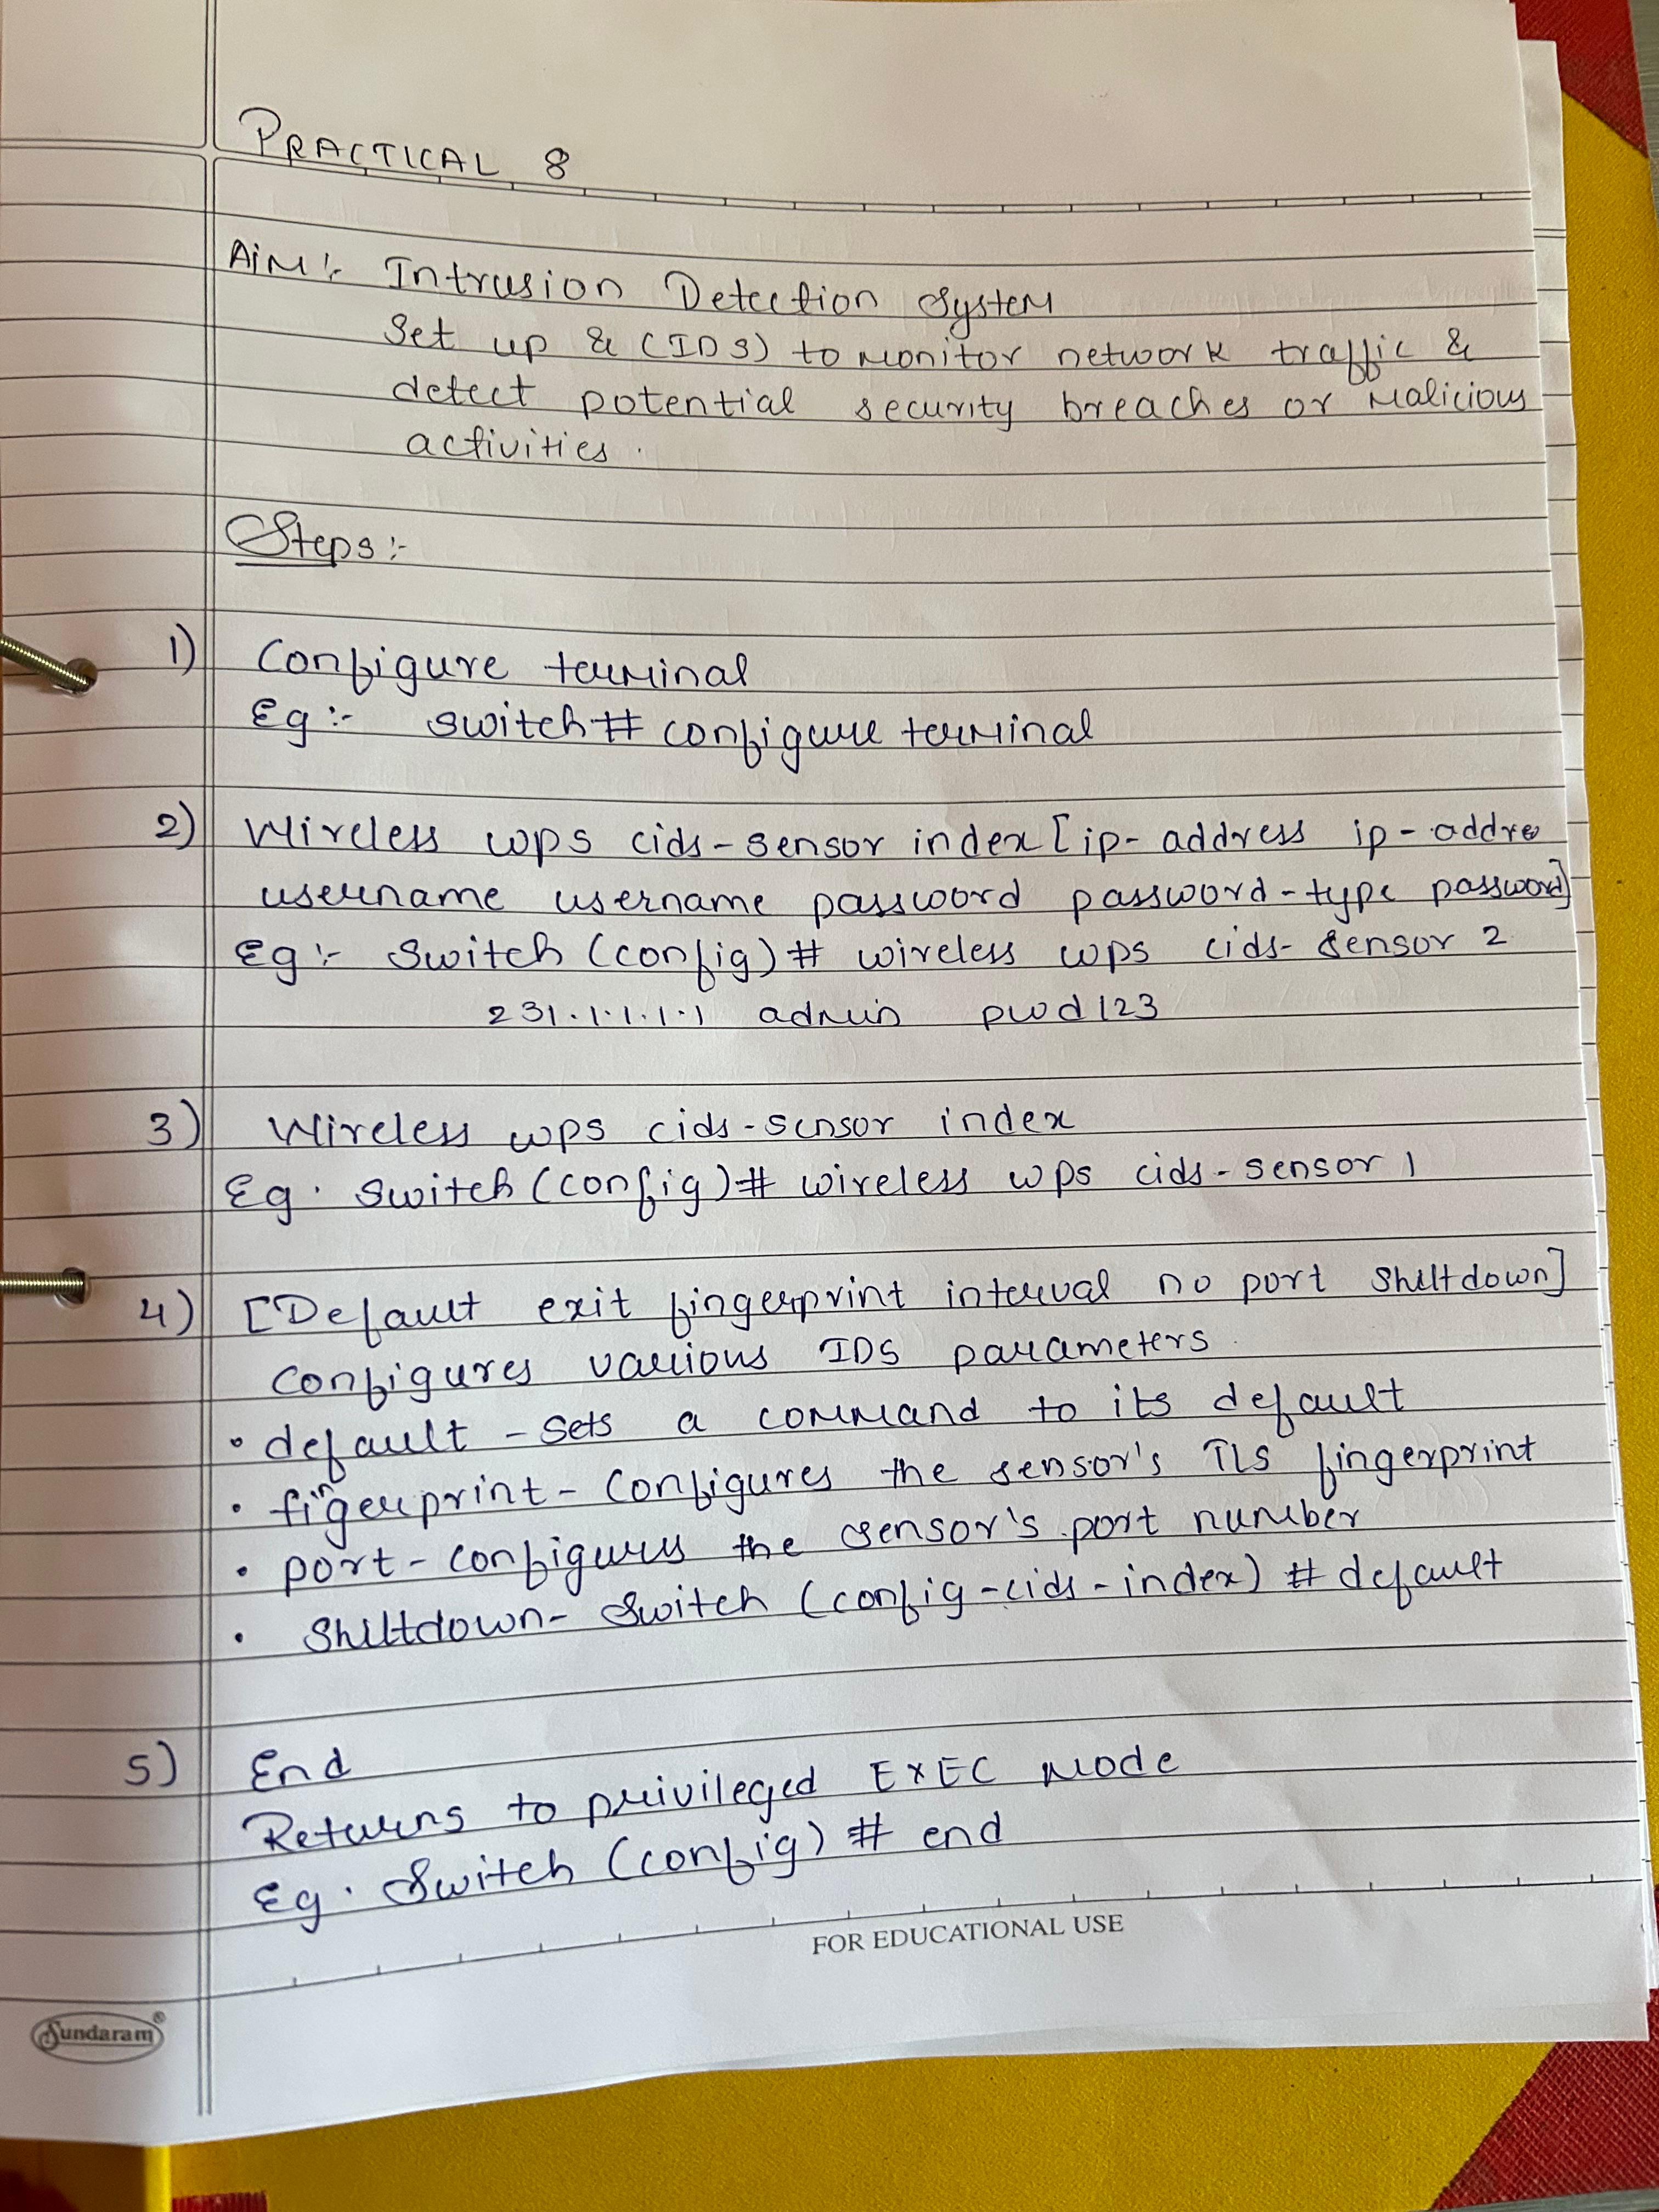 PRACTICAL 8
AIM:- Intrusion Detection System
Set up & (IDS) to monitor network traffic &
detect potential security breaches or malicious
activities.
Steps:-
1) Configure terminal
Eg:- switch# configure terminal
2) Wireless wps cids-sensor index [ip-address ip-addre
username username password password-type password]
Eg:- Switch (config)# wireless wps cids-sensor 2
231.1.1.1.1 admin pwd123
3) Wireless wps cids-sensor index
Eg. Switch (config)# wireless wps cids-sensor 1
4) [Default exit fingerprint interval no port Shutdown]
Configures various IDS parameters.
• default - sets a command to its default
• fingerprint - Configures the sensor's TLS fingerprint
• port - configures the sensor's port number
• Shutdown - Switch (config-cids-index) # default
5) End
Returns to privileged EXEC mode
Eg. Switch (config) # end
FOR EDUCATIONAL USE
Sundaram®